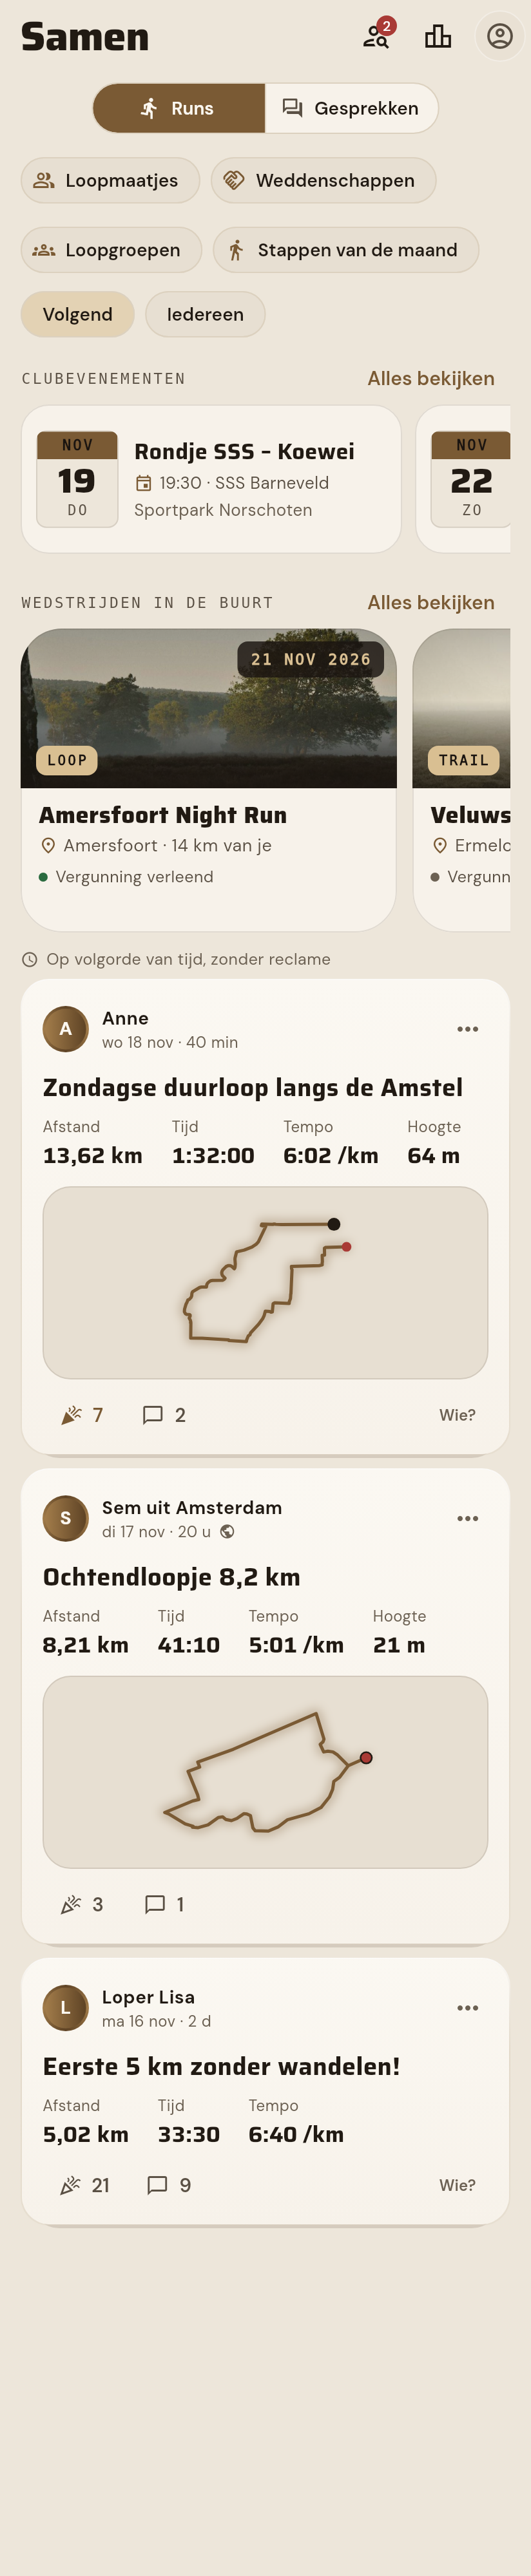 Samen
2
Runs
Gesprekken
Loopmaatjes
Weddenschappen
Loopgroepen
Stappen van de maand
Volgend
Iedereen
CLUBEVENEMENTEN
Alles bekijken
NOV
19
DO
Rondje SSS – Koewei
19:30 · SSS Barneveld
Sportpark Norschoten
NOV
22
ZO
WEDSTRIJDEN IN DE BUURT
Alles bekijken
21 NOV 2026
LOOP
Amersfoort Night Run
Amersfoort · 14 km van je
Vergunning verleend
TRAIL
Veluws
Ermelo
Vergunn
Op volgorde van tijd, zonder reclame
A
Anne
wo 18 nov · 40 min
Zondagse duurloop langs de Amstel
Afstand Tijd Tempo Hoogte
13,62 km 1:32:00 6:02 /km 64 m
7 2 Wie?
S
Sem uit Amsterdam
di 17 nov · 20 u
Ochtendloopje 8,2 km
Afstand Tijd Tempo Hoogte
8,21 km 41:10 5:01 /km 21 m
3 1
L
Loper Lisa
ma 16 nov · 2 d
Eerste 5 km zonder wandelen!
Afstand Tijd Tempo
5,02 km 33:30 6:40 /km
21 9 Wie?